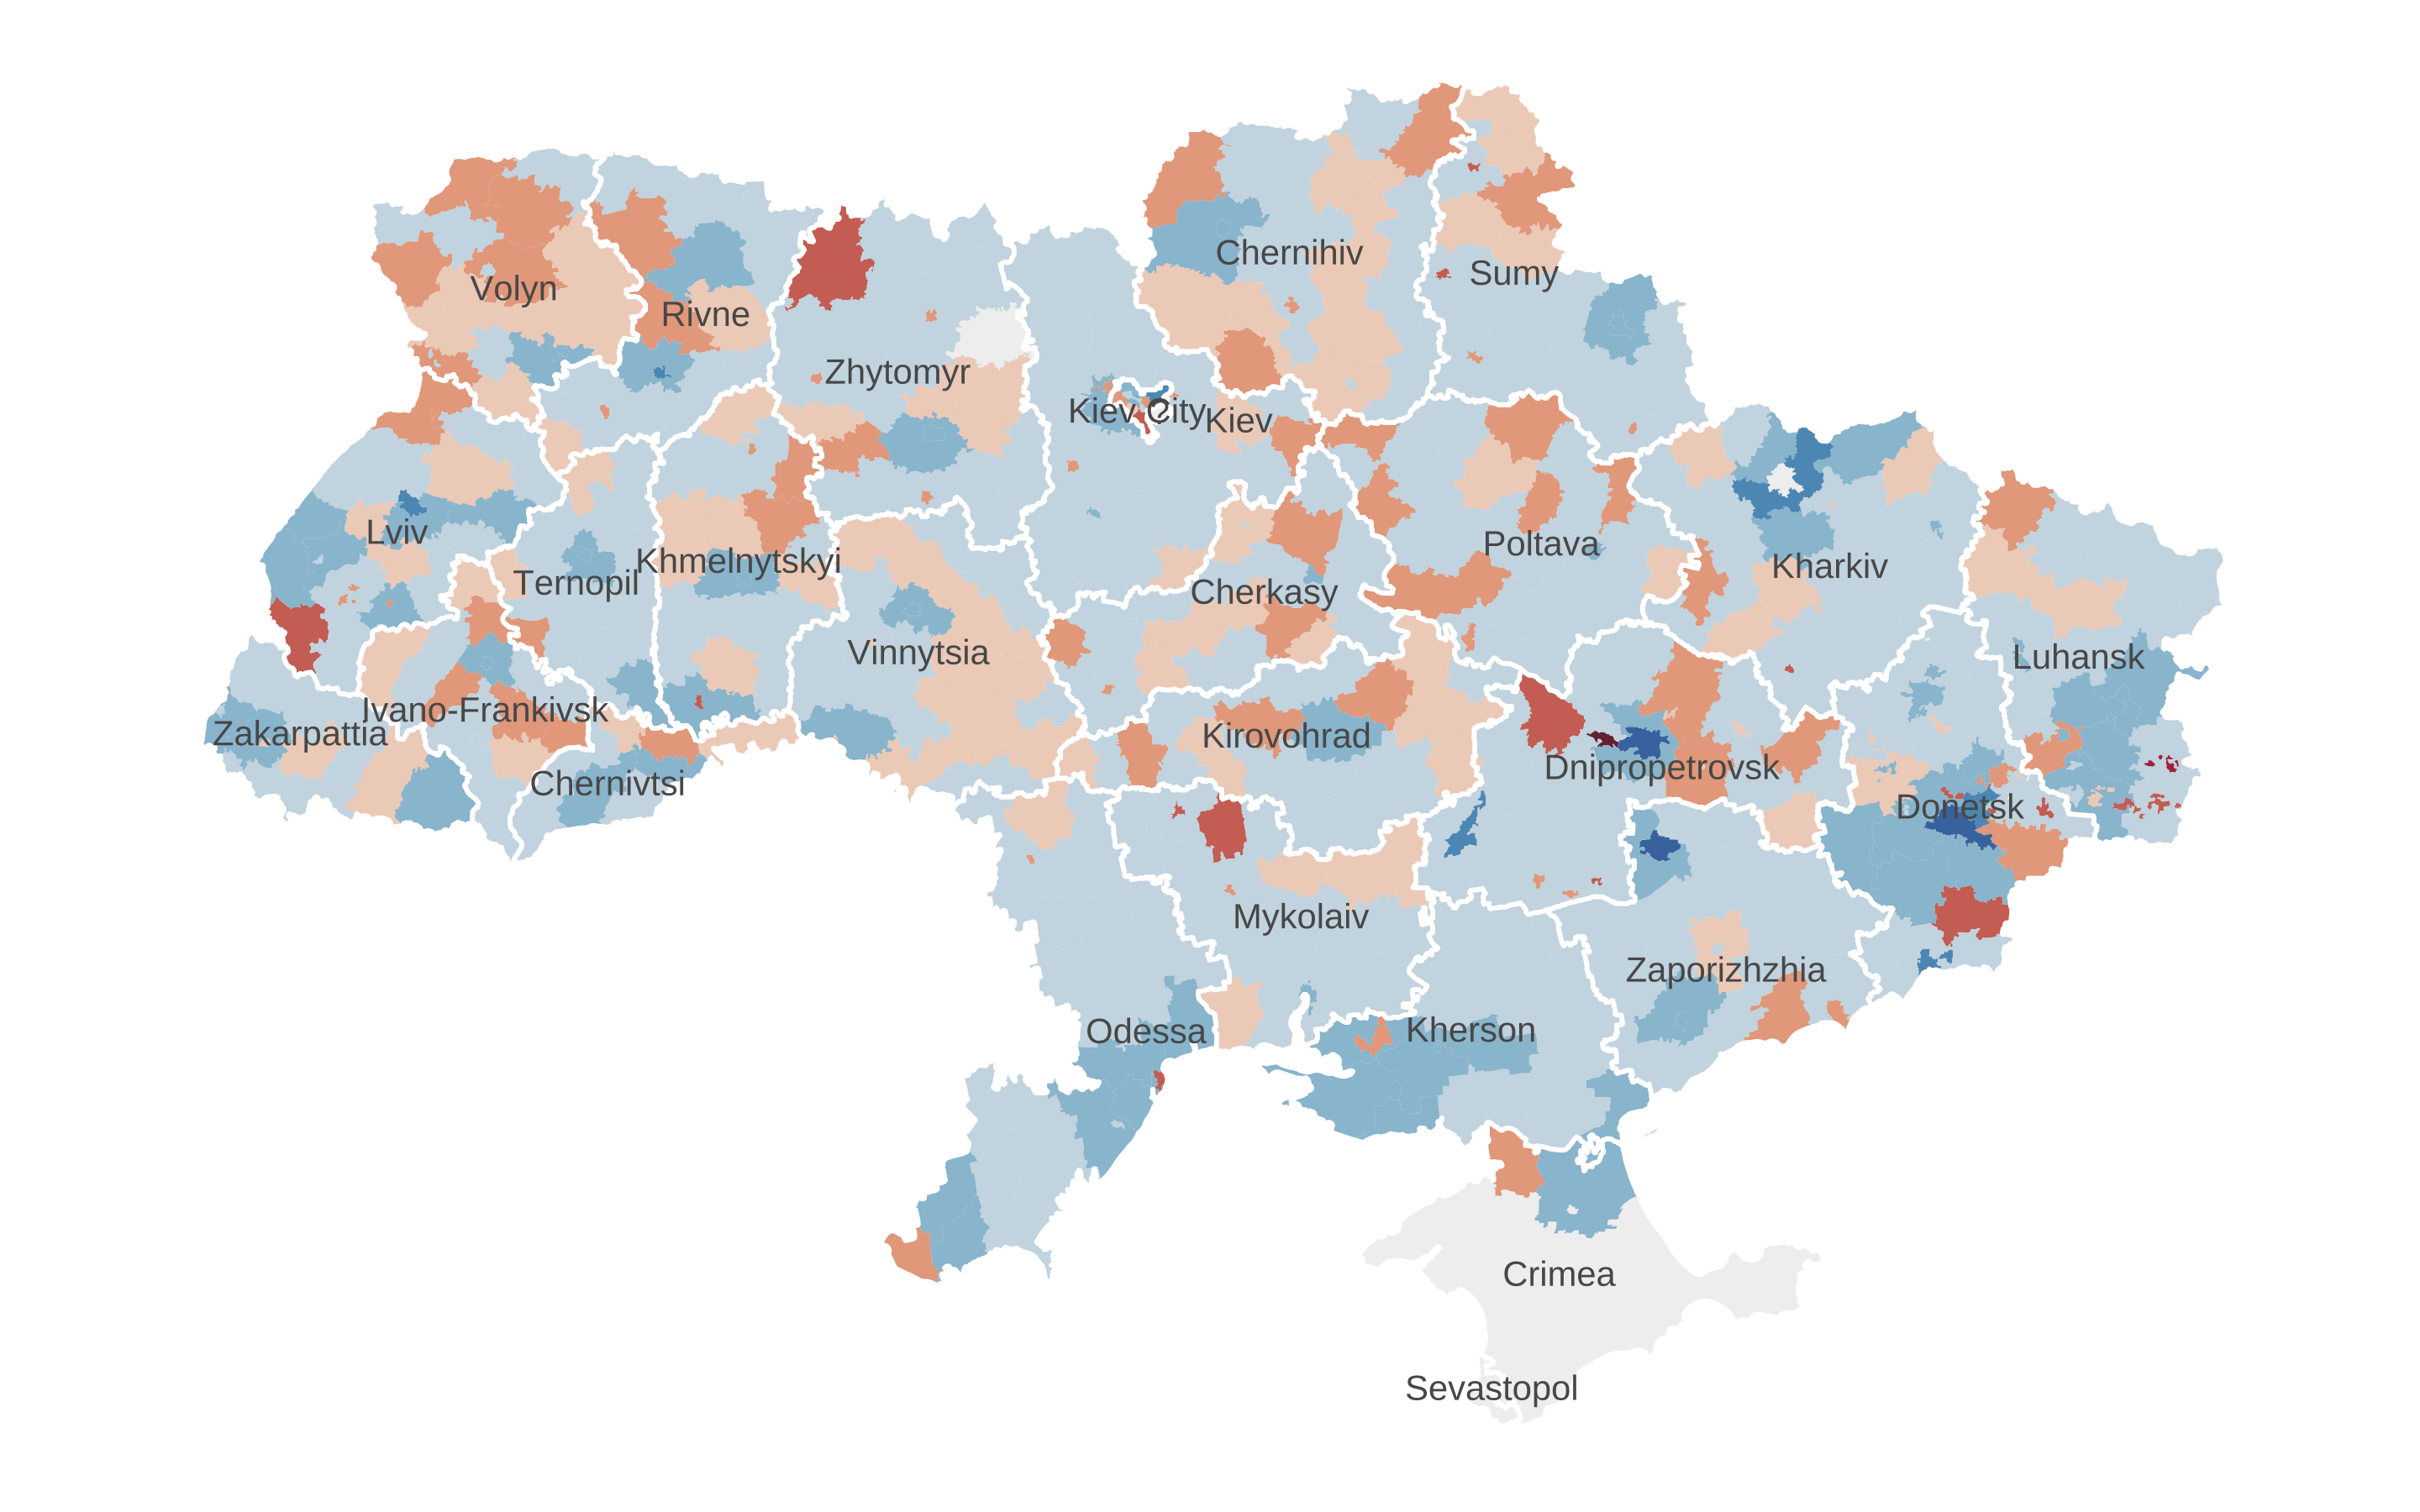 Chernihiv
Sumy
Volyn
Rivne
Zhytomyr
Kiev City
Kiev
Lviv
Poltava
Khmelnytskyi
Kharkiv
Ternopil
Cherkasy
Vinnytsia
Luhansk
Ivano-Frankivsk
Zakarpattia
Kirovohrad
Dnipropetrovsk
Chernivtsi
Donetsk
Mykolaiv
Zaporizhzhia
Odessa
Kherson
Crimea
Sevastopol